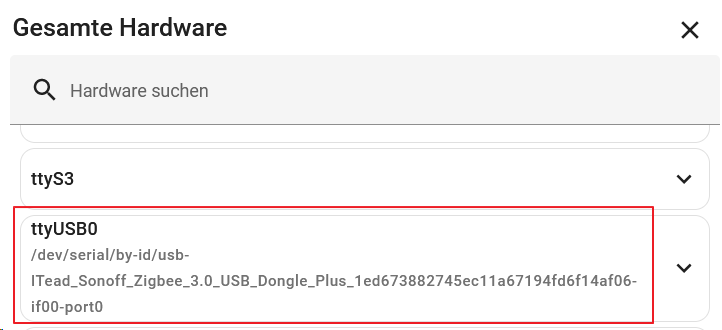 Gesamte Hardware
Hardware suchen
ttyS3
ttyUSB0
/dev/serial/by-id/usb-
ITead_Sonoff_Zigbee_3.0_USB_Dongle_Plus_1ed673882745ec11a67194fd6f14af06-
if00-port0